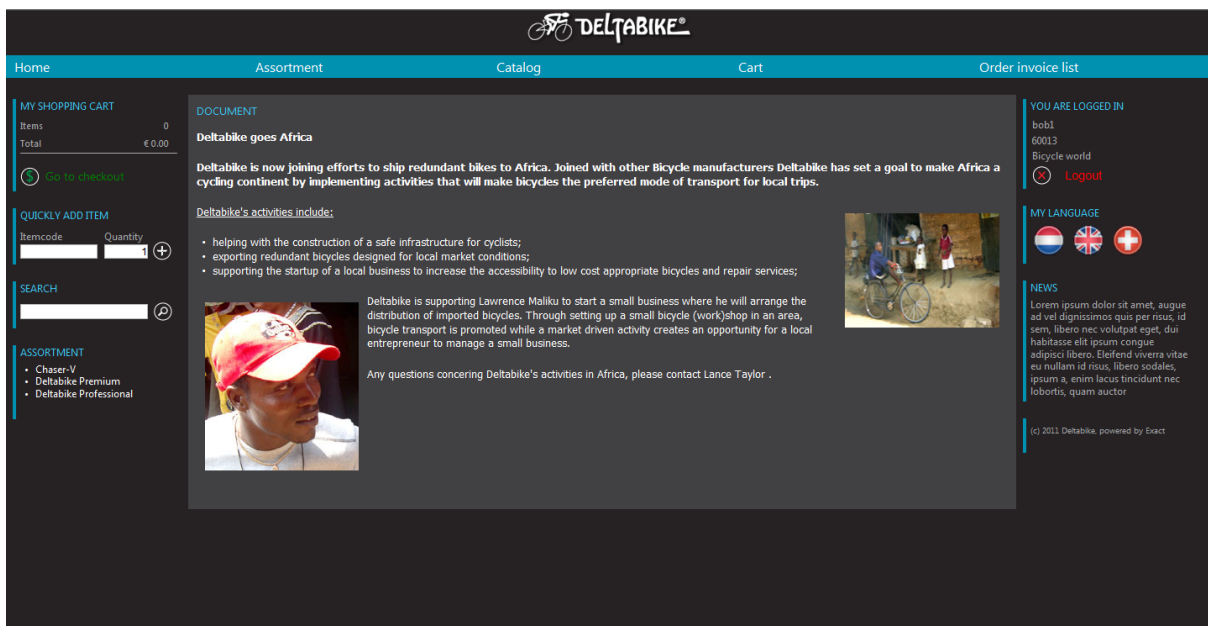 DELTABIKE®
Home Assortment Catalog Cart Order invoice list
MY SHOPPING CART
Items 0
Total € 0.00
Go to checkout
QUICKLY ADD ITEM
Itemcode Quantity
1
SEARCH
ASSORTMENT
• Chaser-V
• Deltabike Premium
• Deltabike Professional
DOCUMENT
Deltabike goes Africa
Deltabike is now joining efforts to ship redundant bikes to Africa. Joined with other Bicycle manufacturers Deltabike has set a goal to make Africa a
cycling continent by implementing activities that will make bicycles the preferred mode of transport for local trips.
Deltabike's activities include:
• helping with the construction of a safe infrastructure for cyclists;
• exporting redundant bicycles designed for local market conditions;
• supporting the startup of a local business to increase the accessibility to low cost appropriate bicycles and repair services;
Deltabike is supporting Lawrence Maliku to start a small business where he will arrange the
distribution of imported bicycles. Through setting up a small bicycle (work)shop in an area,
bicycle transport is promoted while a market driven activity creates an opportunity for a local
entrepreneur to manage a small business.
Any questions concering Deltabike's activities in Africa, please contact Lance Taylor .
YOU ARE LOGGED IN
bob1
60013
Bicycle world
Logout
MY LANGUAGE
NEWS
Lorem ipsum dolor sit amet, augue
ad vel dignissimos quis per risus, id
sem, libero nec volutpat eget, dui
habitasse elit ipsum congue
adipisci libero. Eleifend viverra vitae
eu nullam id risus, libero sodales,
ipsum a, enim lacus tincidunt nec
lobortis, quam auctor
(c) 2011 Deltabike, powered by Exact